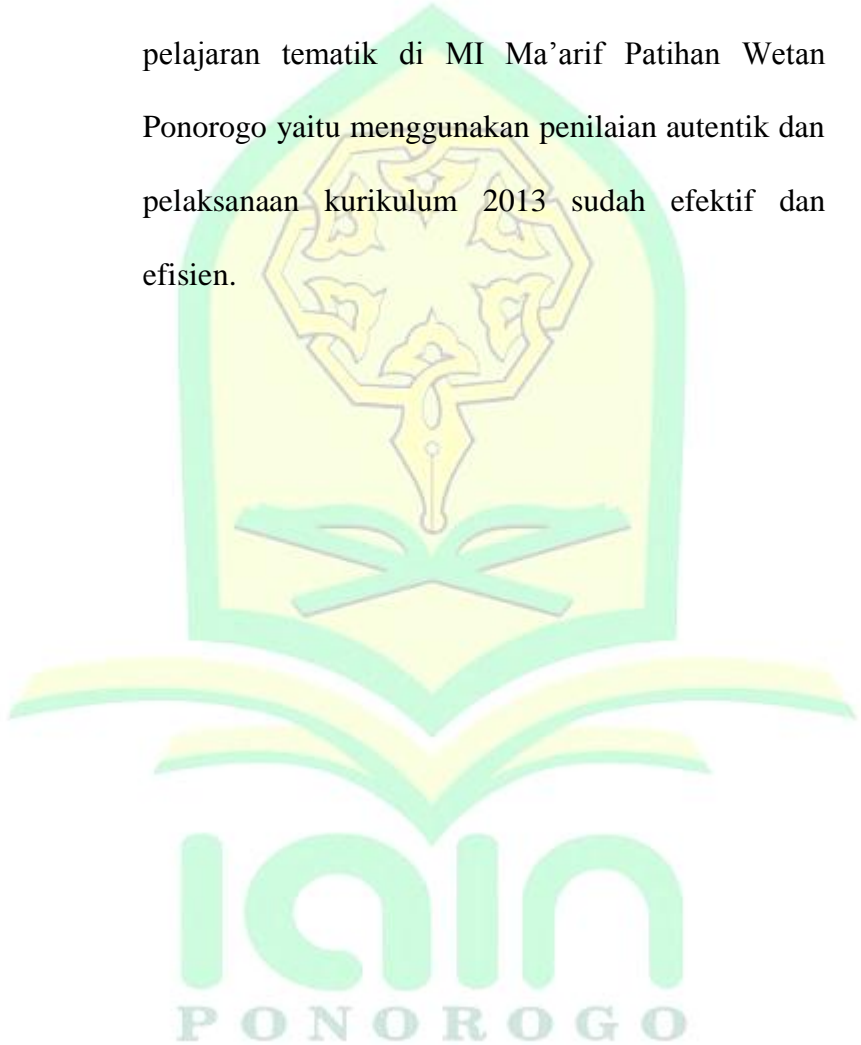 pelajaran tematik di MI Ma’arif Patihan Wetan
Ponorogo yaitu menggunakan penilaian autentik dan
pelaksanaan kurikulum 2013 sudah efektif dan
efisien.
iain
PONOROGO